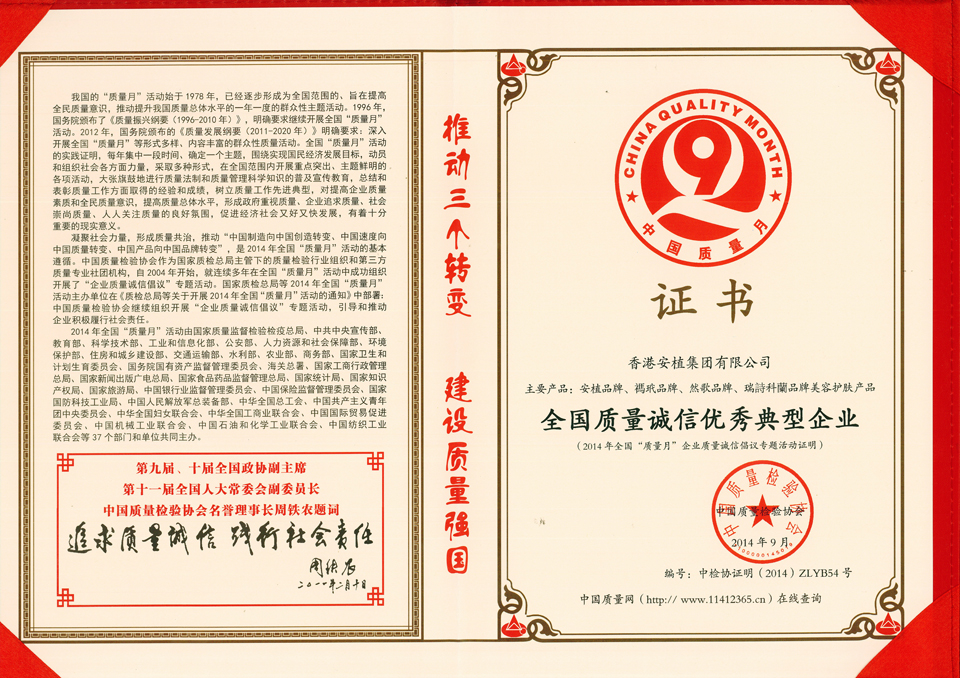 我国的“质量月”活动始于1978年，已经逐步形成为全国范围的、旨在提高
全民质量意识，推动提升我国质量总体水平的一年一度的群众性主题活动。1996年，
国务院颁布了《质量振兴纲要（1996-2010年）》，明确要求继续开展全国“质量月”
活动。2012年，国务院颁布的《质量发展纲要（2011-2020年）》明确要求：深入
开展全国“质量月”等形式多样、内容丰富的群众性质量活动。全国“质量月”活动
的实践证明，每年集中一段时间、确定一个主题，围绕实现国民经济发展目标，动员
和组织社会各方面力量，采取多种形式，在全国范围内开展重点突出、主题鲜明的
各项活动，大张旗鼓地进行质量法制和质量管理科学知识的普及宣传教育，总结和
表彰质量工作方面取得的经验和成绩，树立质量工作先进典型，对提高企业质量
素质和全民质量意识，提高质量总体水平，形成政府重视质量、企业追求质量、社会
崇尚质量、人人关注质量的良好氛围，促进经济社会又好又快发展，有着十分
重要的现实意义。
凝聚社会力量，形成质量共治，推动“中国制造向中国创造转变、中国速度向
中国质量转变、中国产品向中国品牌转变”，是2014年全国“质量月”活动的基本
遵循。中国质量检验协会作为国家质检总局主管下的质量检验行业组织和第三方
质量专业社团机构，自2004年开始，就连续多年在全国“质量月”活动中成功组织
开展了“企业质量诚信倡议”专题活动。国家质检总局等2014年全国“质量月”
活动主办单位在《质检总局等关于开展2014年全国“质量月”活动的通知》中部署：
中国质量检验协会继续组织开展“企业质量诚信倡议”专题活动，引导和推动
企业积极履行社会责任。
2014年全国“质量月”活动由国家质量监督检验检疫总局、中共中央宣传部、
教育部、科学技术部、工业和信息化部、公安部、人力资源和社会保障部、环境
保护部、住房和城乡建设部、交通运输部、水利部、农业部、商务部、国家卫生和
计划生育委员会、国务院国有资产监督管理委员会、海关总署、国家工商行政管理
总局、国家新闻出版广电总局、国家食品药品监督管理总局、国家统计局、国家知识
产权局、国家旅游局、中国银行业监督管理委员会、中国保险监督管理委员会、国家
国防科技工业局、中国人民解放军总装备部、中华全国总工会、中国共产主义青年
团中央委员会、中华全国妇女联合会、中华全国工商业联合会、中国国际贸易促进
委员会、中国机械工业联合会、中国石油和化学工业联合会、中国纺织工业
联合会等37个部门和单位共同主办。
第九届、十届全国政协副主席
第十一届全国人大常委会副委员长
中国质量检验协会名誉理事长周铁农题词
追求质量诚信 践行社会责任
周铁农
二〇一一年二月十日
推动三个转变 建设质量强国
CHINA QUALITY MONTH
中国质量月
证书
香港安植集团有限公司
主要产品：安植品牌、禤玳品牌、然歌品牌、瑞詩科蘭品牌美容护肤产品
全国质量诚信优秀典型企业
（2014年全国“质量月”企业质量诚信倡议专题活动证明）
中国质量检验协会
中国质量检验协会
2014年9月
编号：中检协证明（2014）ZLYB54号
中国质量网（http://www.11412365.cn）在线查询